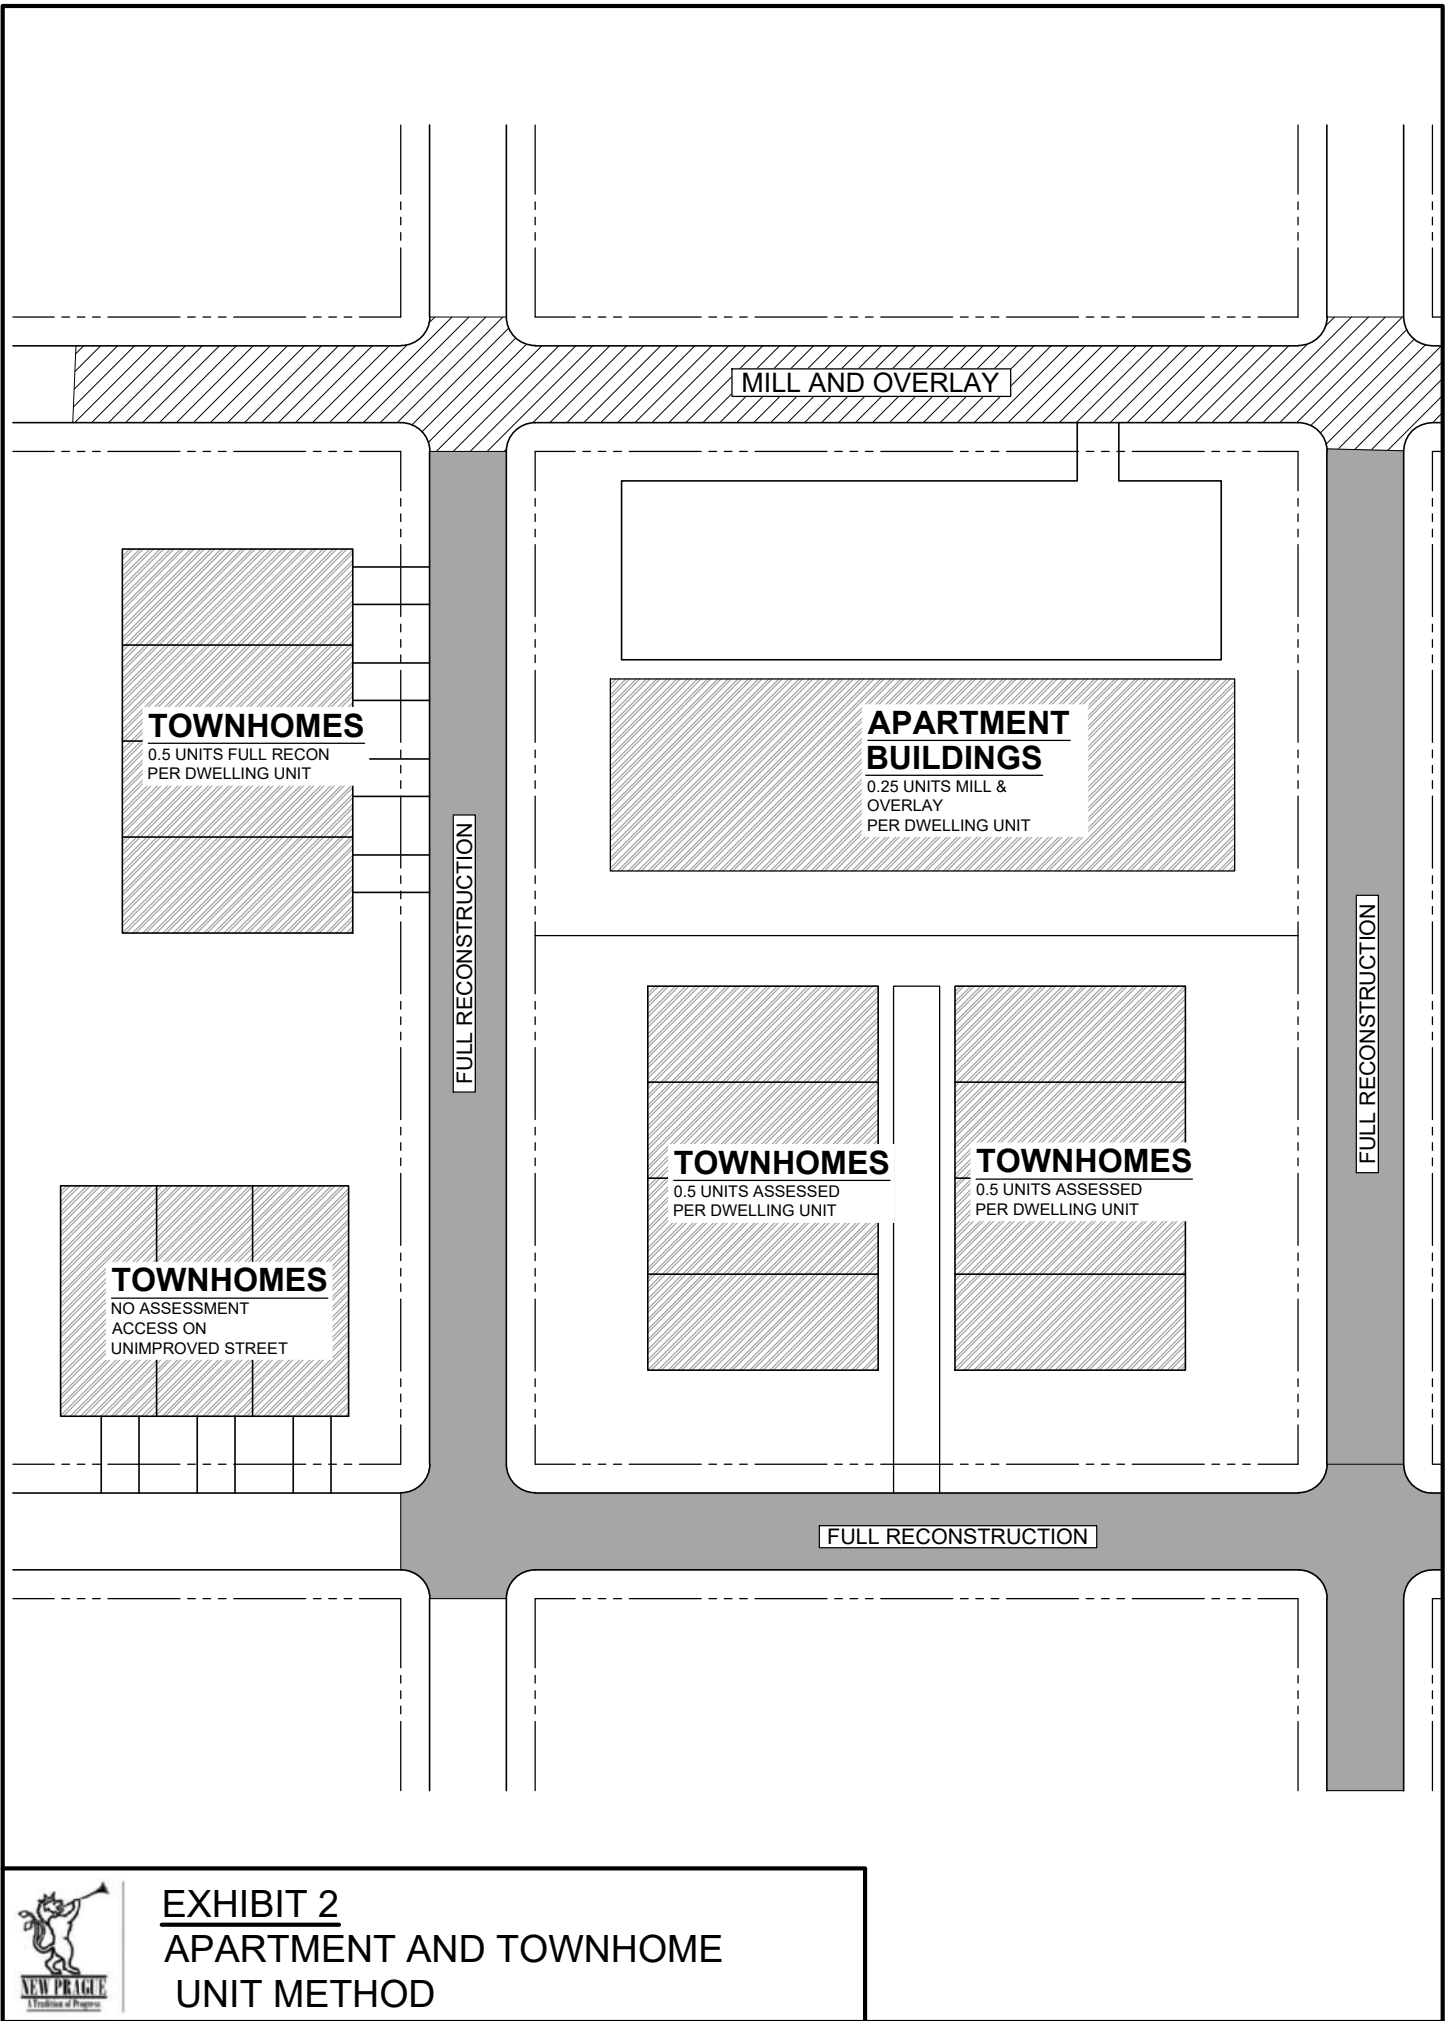 MILL AND OVERLAY
TOWNHOMES
0.5 UNITS FULL RECON
PER DWELLING UNIT
APARTMENT
BUILDINGS
0.25 UNITS MILL &
OVERLAY
PER DWELLING UNIT
FULL RECONSTRUCTION
FULL RECONSTRUCTION
TOWNHOMES
0.5 UNITS ASSESSED
PER DWELLING UNIT
TOWNHOMES
0.5 UNITS ASSESSED
PER DWELLING UNIT
TOWNHOMES
NO ASSESSMENT
ACCESS ON
UNIMPROVED STREET
FULL RECONSTRUCTION
NEW PRAGUE
A Tradition of Progress
EXHIBIT 2
APARTMENT AND TOWNHOME
UNIT METHOD